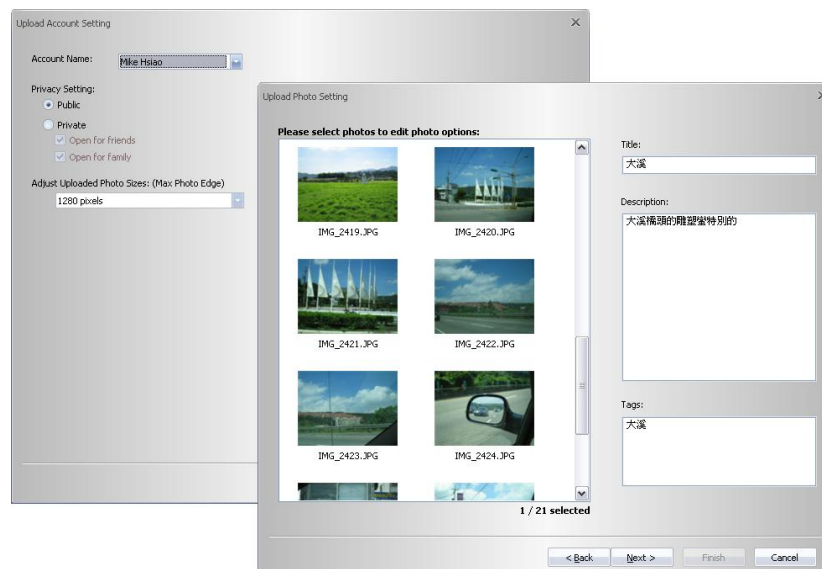 Upload Account Setting
Account Name:
Mike Hsiao
Privacy Setting:
Public
Private
Open for friends
Open for family
Adjust Uploaded Photo Sizes: (Max Photo Edge)
1280 pixels
Upload Photo Setting
Please select photos to edit photo options:
IMG_2419.JPG
IMG_2420.JPG
IMG_2421.JPG
IMG_2422.JPG
IMG_2423.JPG
IMG_2424.JPG
1 / 21 selected
Title:
大溪
Description:
大溪橋頭的雕塑蠻特別的
Tags:
大溪
< Back
Next >
Finish
Cancel